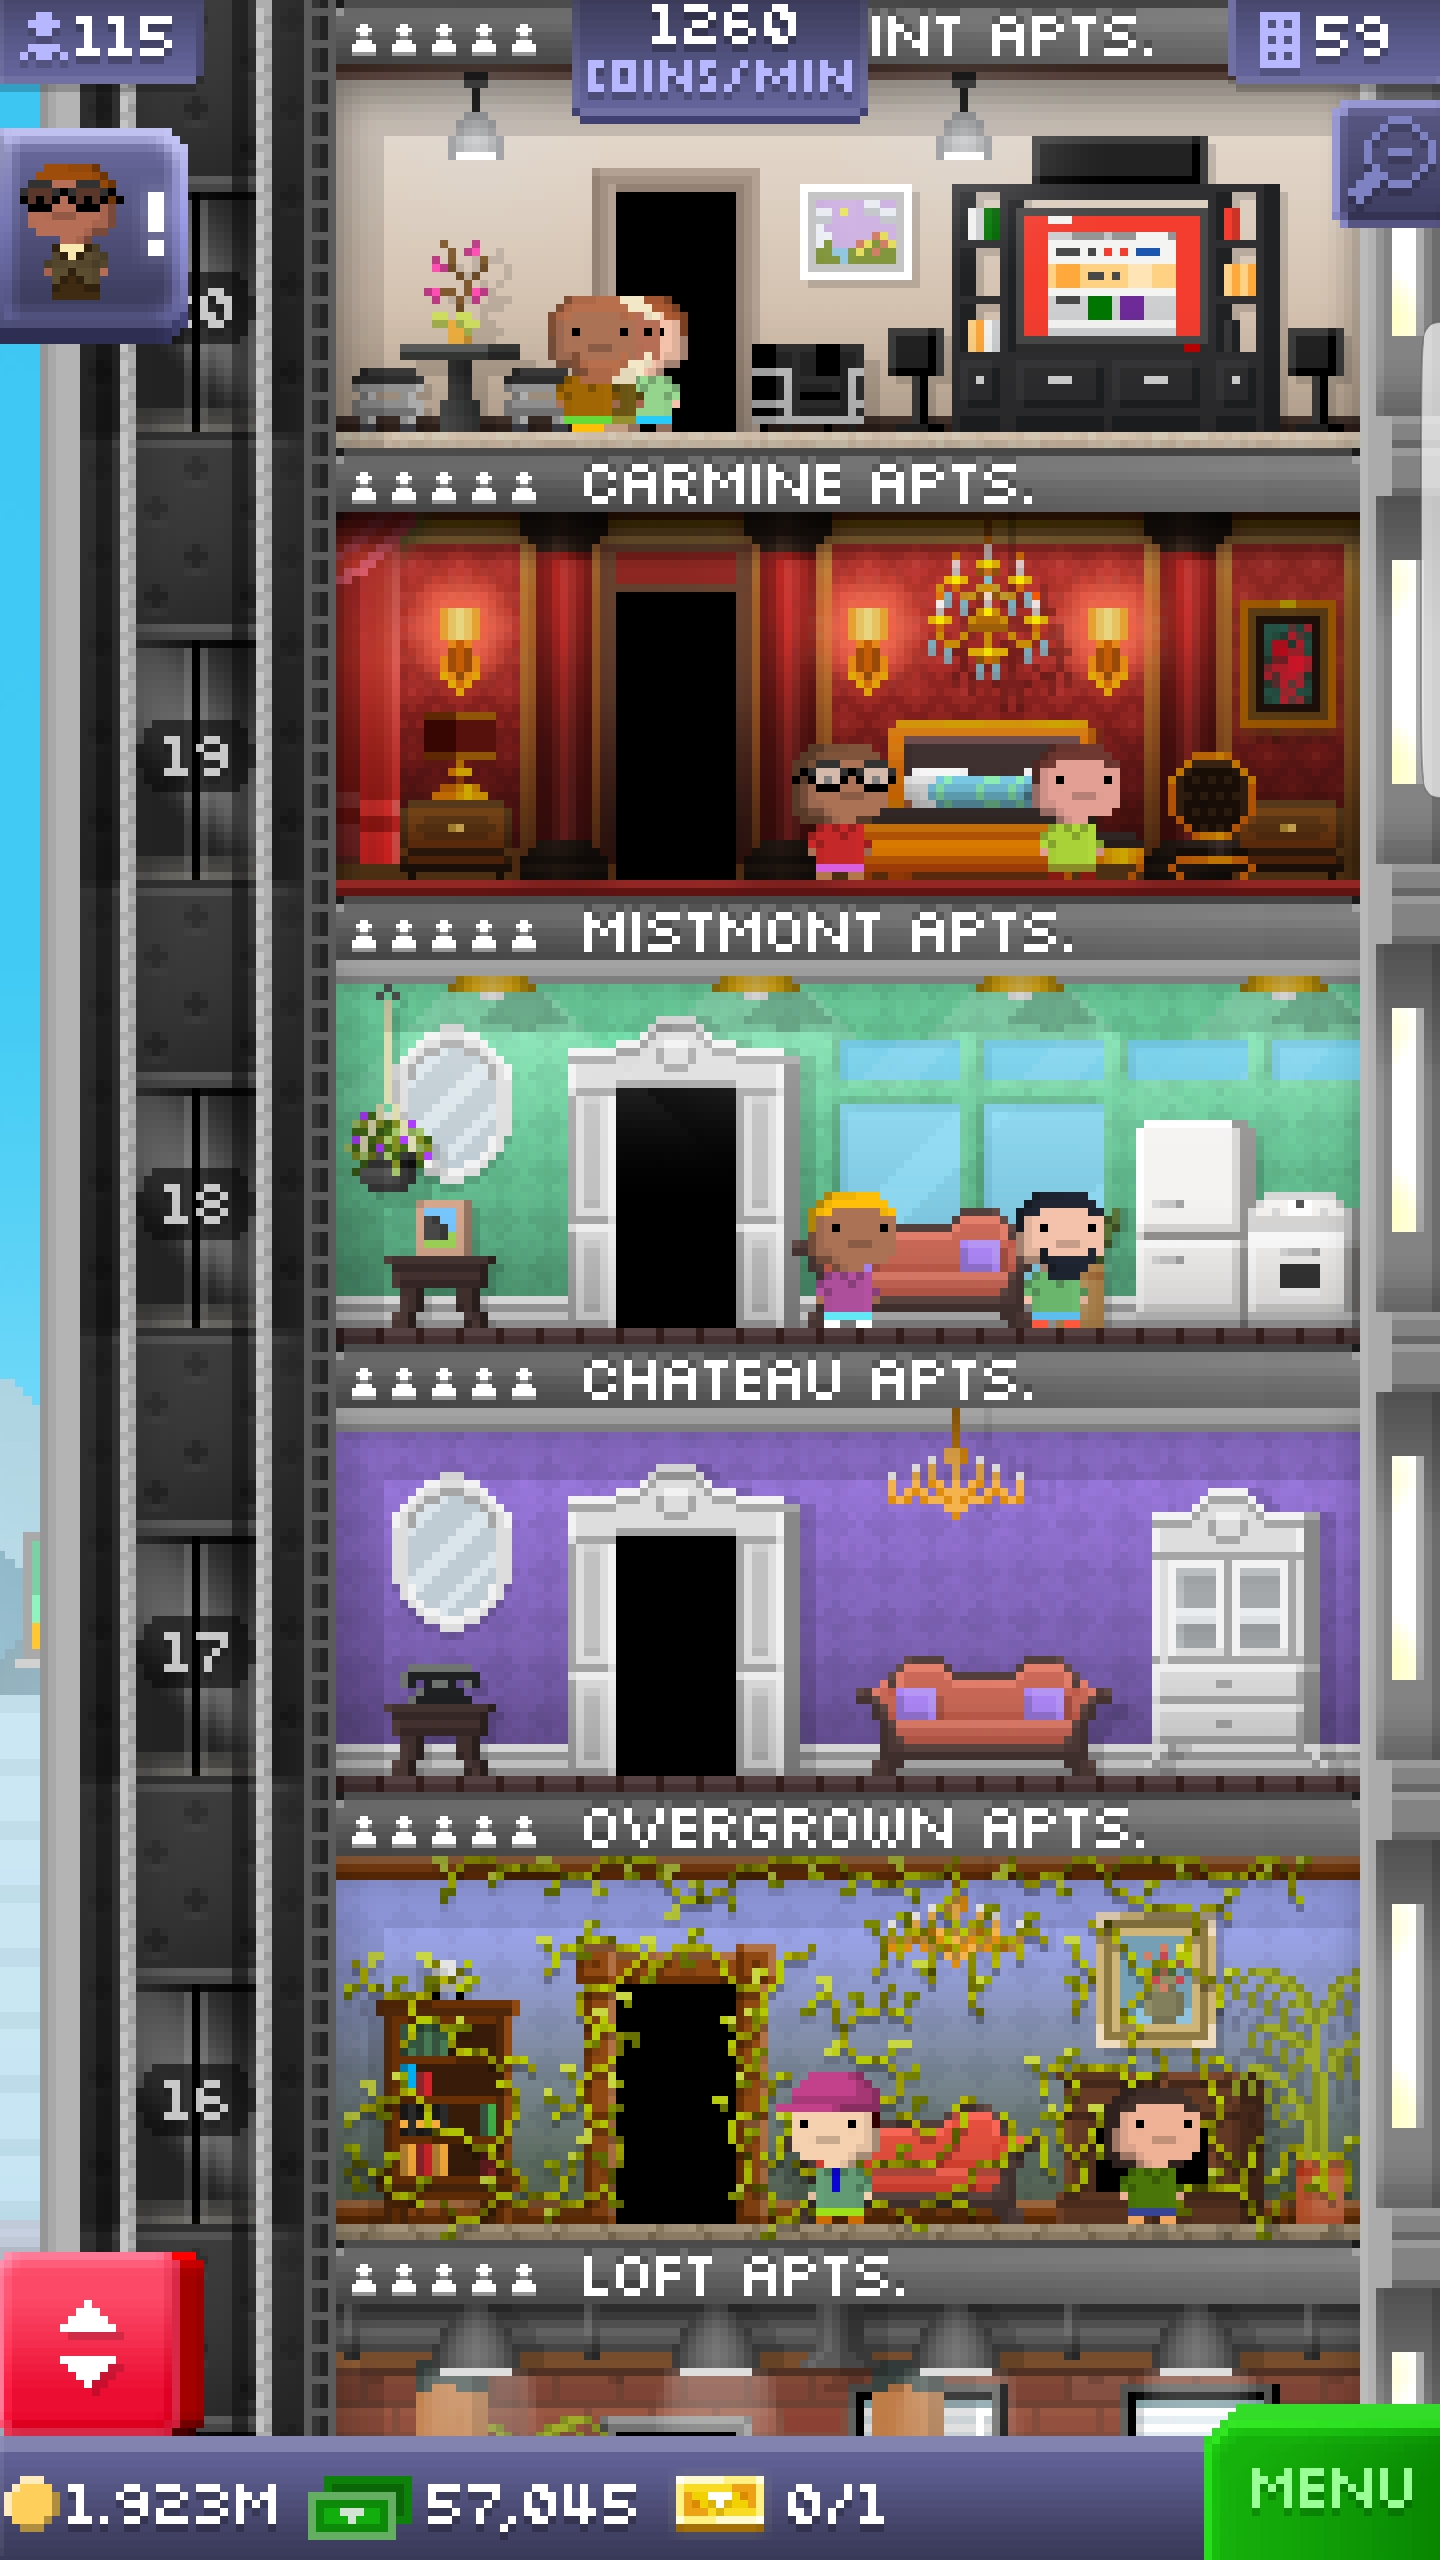 115
1260
COINS/MIN
INT APTS.
59
!
0
CARMINE APTS.
19
MISTMONT APTS.
18
CHATEAU APTS.
17
OVERGROWN APTS.
16
LOFT APTS.
1.923M 57,045 0/1
MENU